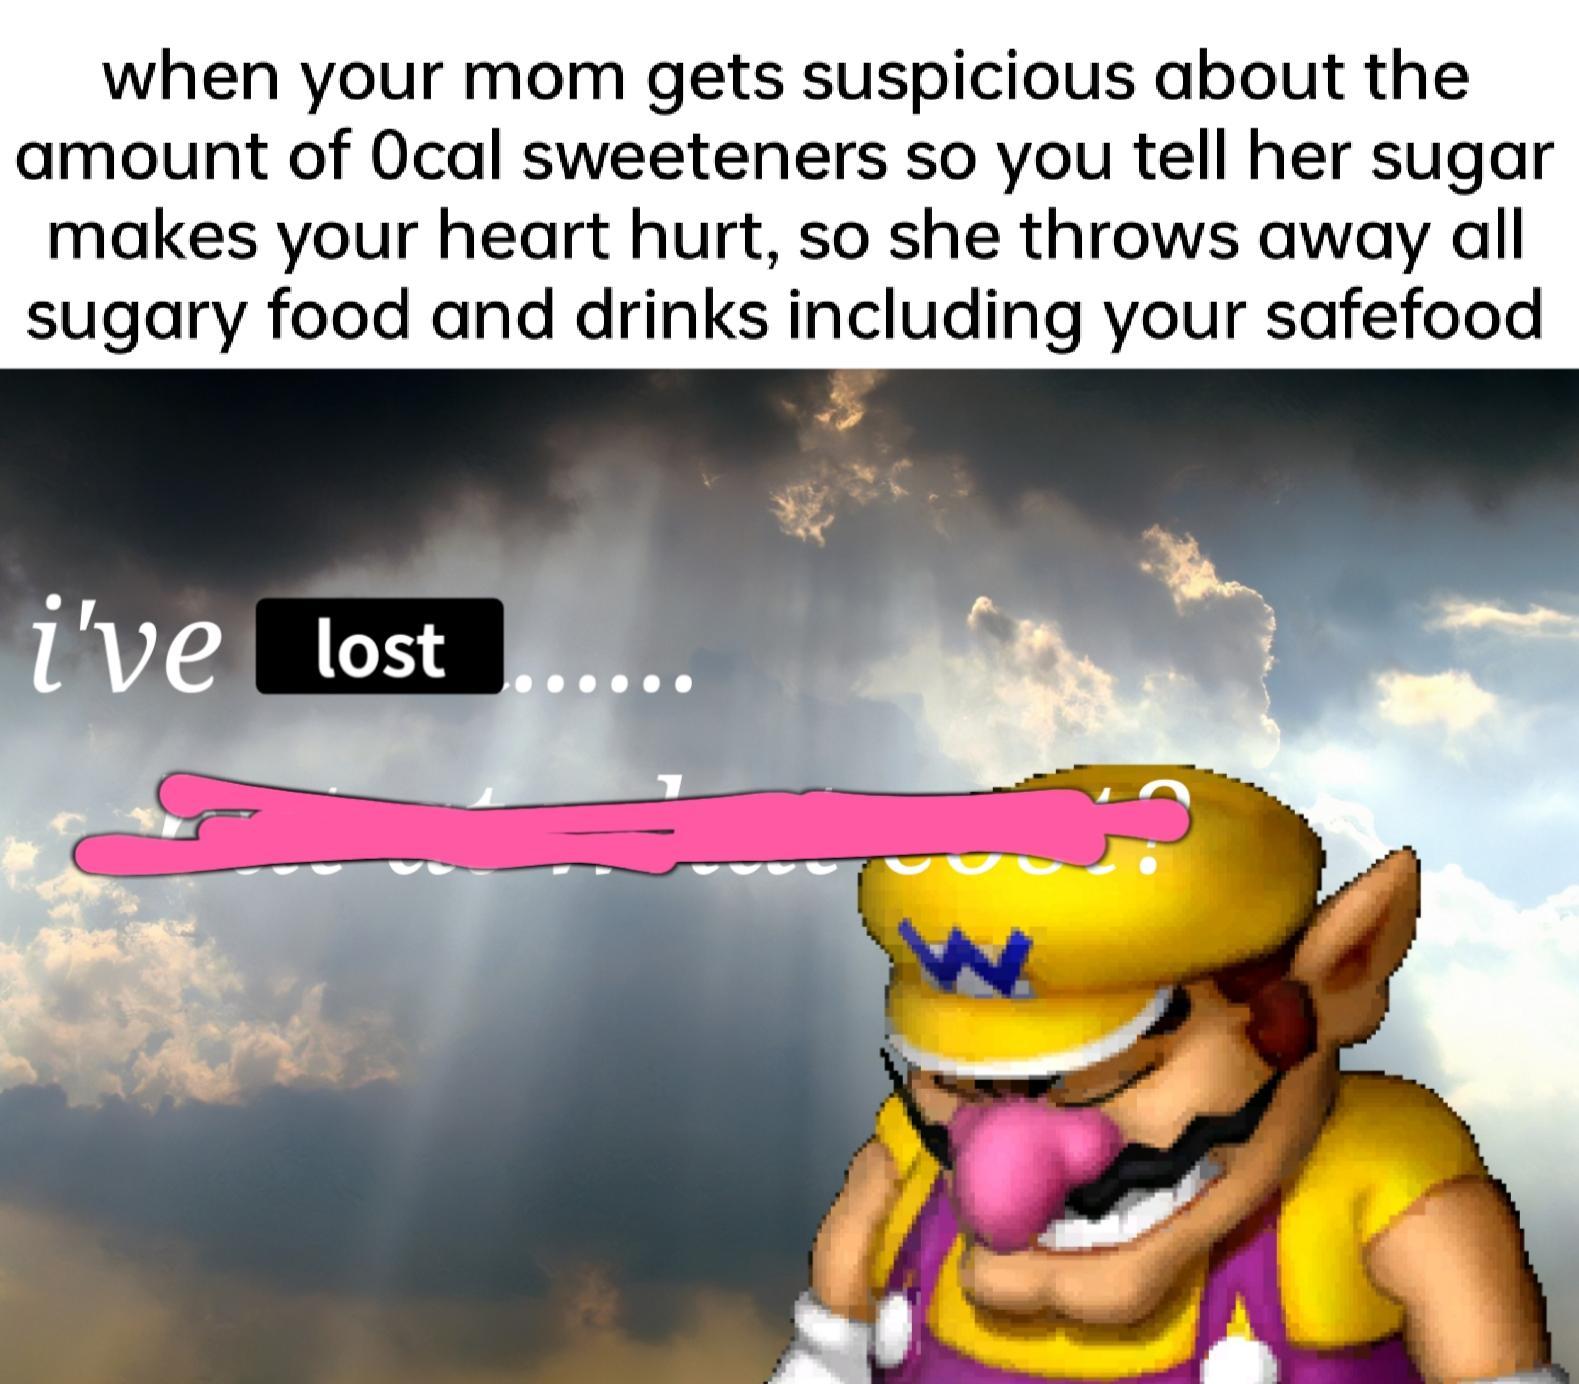 when your mom gets suspicious about the
amount of 0cal sweeteners so you tell her sugar
makes your heart hurt, so she throws away all
sugary food and drinks including your safefood
i've lost......
W